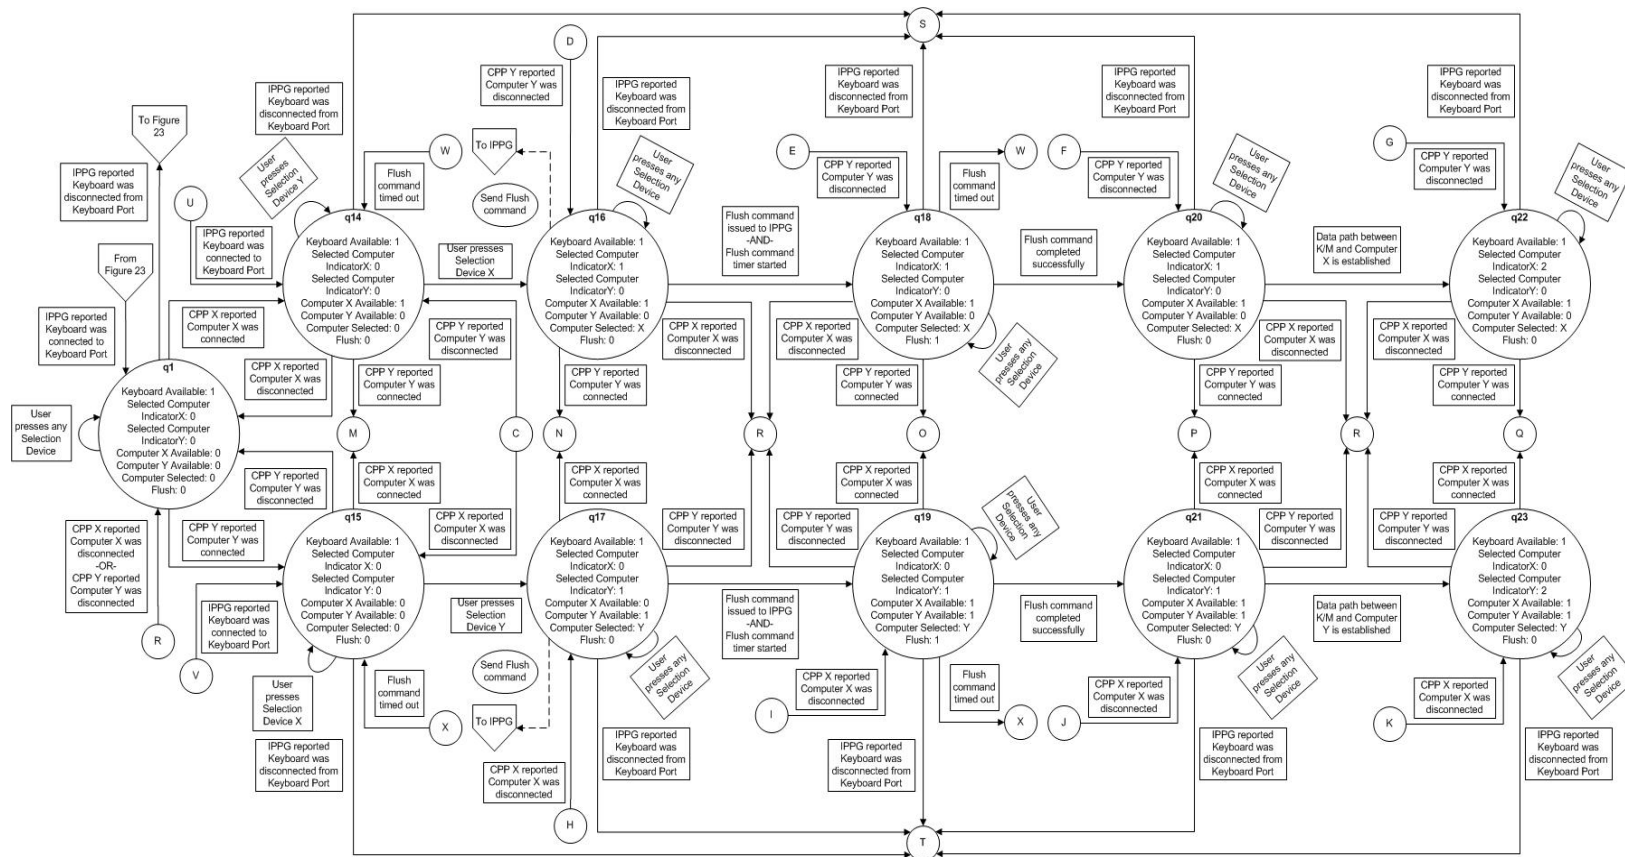 S
D
To Figure
23
IPPG reported
Keyboard was
disconnected from
Keyboard Port
CPP Y reported
Computer Y was
disconnected
IPPG reported
Keyboard was
disconnected from
Keyboard Port
IPPG reported
Keyboard was
disconnected from
Keyboard Port
IPPG reported
Keyboard was
disconnected from
Keyboard Port
IPPG reported
Keyboard was
disconnected from
Keyboard Port
IPPG reported
Keyboard was
disconnected from
Keyboard Port
W
To IPPG
E
W
F
G
User
presses
Selection
Device Y
Flush
command
timed out
Send Flush
command
User
presses any
Selection
Device
CPP Y reported
Computer Y was
disconnected
Flush
command
timed out
CPP Y reported
Computer Y was
disconnected
User
presses any
Selection
Device
CPP Y reported
Computer Y was
disconnected
User
presses any
Selection
Device
U
IPPG reported
Keyboard was
connected to
Keyboard Port
From
Figure 23
IPPG reported
Keyboard was
connected to
Keyboard Port
q14
Keyboard Available: 1
Selected Computer
IndicatorX: 0
Selected Computer
IndicatorY: 0
Computer X Available: 1
Computer Y Available: 0
Computer Selected: 0
Flush: 0
User presses
Selection
Device X
q16
Keyboard Available: 1
Selected Computer
IndicatorX: 1
Selected Computer
IndicatorY: 0
Computer X Available: 1
Computer Y Available: 0
Computer Selected: X
Flush: 0
Flush command
issued to IPPG
-AND-
Flush command
timer started
q18
Keyboard Available: 1
Selected Computer
IndicatorX: 1
Selected Computer
IndicatorY: 0
Computer X Available: 1
Computer Y Available: 0
Computer Selected: X
Flush: 1
Flush command
completed
successfully
q20
Keyboard Available: 1
Selected Computer
IndicatorX: 1
Selected Computer
IndicatorY: 0
Computer X Available: 1
Computer Y Available: 0
Computer Selected: X
Flush: 0
Data path between
K/M and Computer
X is established
q22
Keyboard Available: 1
Selected Computer
IndicatorX: 2
Selected Computer
IndicatorY: 0
Computer X Available: 1
Computer Y Available: 0
Computer Selected: X
Flush: 0
CPP X reported
Computer X was
connected
CPP X reported
Computer X was
disconnected
CPP Y reported
Computer Y was
connected
CPP Y reported
Computer Y was
disconnected
CPP Y reported
Computer Y was
connected
CPP X reported
Computer X was
disconnected
CPP X reported
Computer X was
disconnected
CPP Y reported
Computer Y was
connected
User
presses any
Selection
Device
CPP Y reported
Computer Y was
connected
CPP X reported
Computer X was
disconnected
CPP X reported
Computer X was
disconnected
CPP Y reported
Computer Y was
connected
User
presses any
Selection
Device
q1
Keyboard Available: 1
Selected Computer
IndicatorX: 0
Selected Computer
IndicatorY: 0
Computer X Available: 0
Computer Y Available: 0
Computer Selected: 0
Flush: 0
M
C
N
R
O
P
R
Q
CPP Y reported
Computer Y was
connected
CPP Y reported
Computer Y was
disconnected
CPP X reported
Computer X was
connected
CPP X reported
Computer X was
disconnected
CPP X reported
Computer X was
connected
CPP Y reported
Computer Y was
disconnected
CPP Y reported
Computer Y was
disconnected
CPP X reported
Computer X was
connected
User
presses any
Selection
Device
CPP X reported
Computer X was
connected
CPP Y reported
Computer Y was
disconnected
CPP Y reported
Computer Y was
disconnected
CPP X reported
Computer X was
connected
CPP X reported
Computer X was
disconnected
-OR-
CPP Y reported
Computer Y was
disconnected
R
q15
Keyboard Available: 1
Selected Computer
Indicator X: 0
Selected Computer
Indicator Y: 0
Computer X Available: 0
Computer Y Available: 0
Computer Selected: 0
Flush: 0
User presses
Selection
Device Y
q17
Keyboard Available: 1
Selected Computer
IndicatorX: 0
Selected Computer
IndicatorY: 1
Computer X Available: 0
Computer Y Available: 1
Computer Selected: Y
Flush: 0
Flush command
issued to IPPG
-AND-
Flush command
timer started
q19
Keyboard Available: 1
Selected Computer
IndicatorX: 0
Selected Computer
IndicatorY: 1
Computer X Available: 1
Computer Y Available: 1
Computer Selected: Y
Flush: 1
Flush command
completed
successfully
q21
Keyboard Available: 1
Selected Computer
IndicatorX: 0
Selected Computer
IndicatorY: 1
Computer X Available: 1
Computer Y Available: 1
Computer Selected: Y
Flush: 0
Data path between
K/M and Computer
Y is established
q23
Keyboard Available: 1
Selected Computer
IndicatorX: 0
Selected Computer
IndicatorY: 2
Computer X Available: 1
Computer Y Available: 1
Computer Selected: Y
Flush: 0
IPPG reported
Keyboard was
connected to
Keyboard Port
V
User
presses
Selection
Device X
Flush
command
timed out
X
Send Flush
command
To IPPG
User
presses any
Selection
Device
CPP X reported
Computer X was
disconnected
I
Flush
command
timed out
X
CPP X reported
Computer X was
disconnected
J
User
presses any
Selection
Device
CPP X reported
Computer X was
disconnected
K
User
presses any
Selection
Device
IPPG reported
Keyboard was
disconnected from
Keyboard Port
CPP X reported
Computer X was
disconnected
H
IPPG reported
Keyboard was
disconnected from
Keyboard Port
IPPG reported
Keyboard was
disconnected from
Keyboard Port
IPPG reported
Keyboard was
disconnected from
Keyboard Port
IPPG reported
Keyboard was
disconnected from
Keyboard Port
T